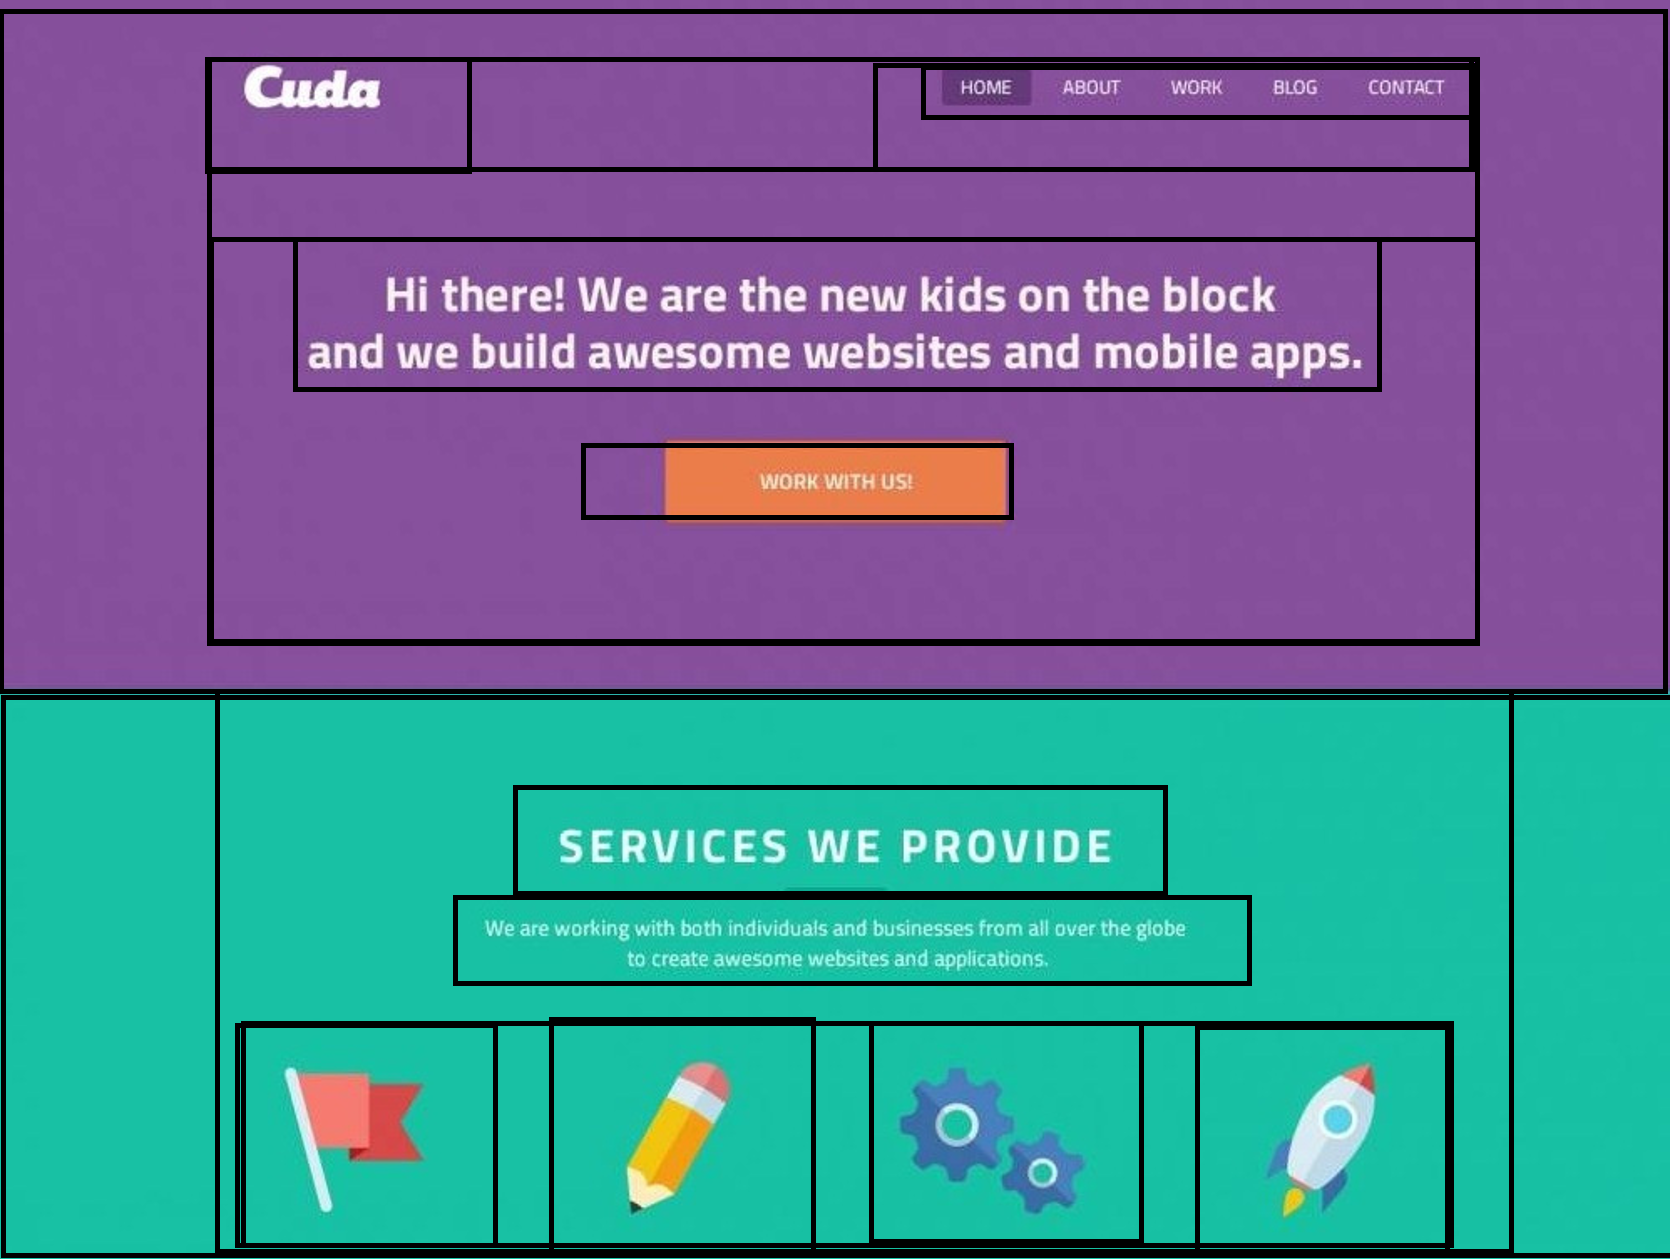 Cuda
HOME ABOUT WORK BLOG CONTACT
Hi there! We are the new kids on the block
and we build awesome websites and mobile apps.
WORK WITH US!
SERVICES WE PROVIDE
We are working with both individuals and businesses from all over the globe
to create awesome websites and applications.